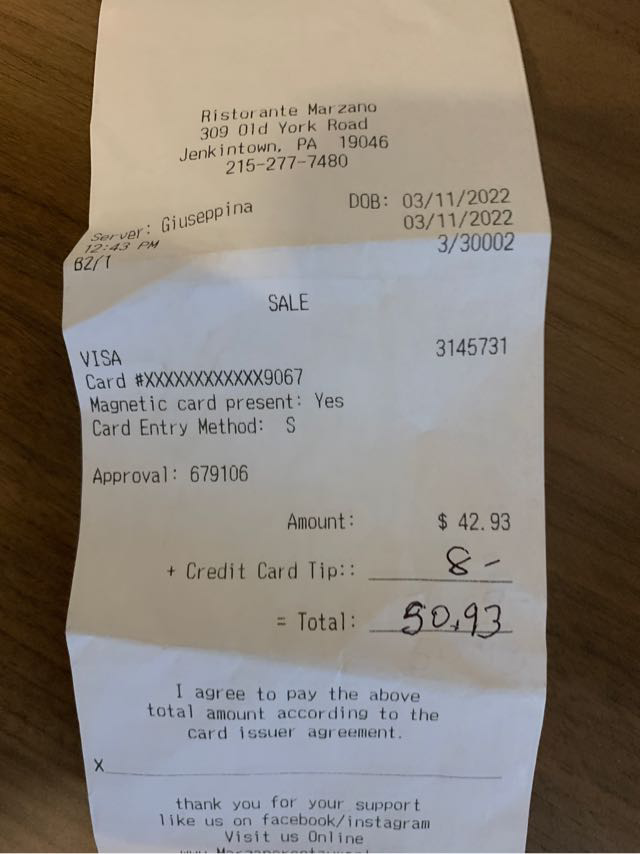 Ristorante Marzano
309 Old York Road
Jenkintown, PA 19046
215-277-7480
Server: Giuseppina DOB: 03/11/2022
12:43 PM 03/11/2022
B2/1 3/30002
SALE
VISA 3145731
Card #XXXXXXXXXXXX9067
Magnetic card present: Yes
Card Entry Method: S
Approval: 679106
Amount: $ 42.93
+ Credit Card Tip:: 8 -
= Total: 50.93
I agree to pay the above
total amount according to the
card issuer agreement.
X
thank you for your support
like us on facebook/instagram
Visit us Online